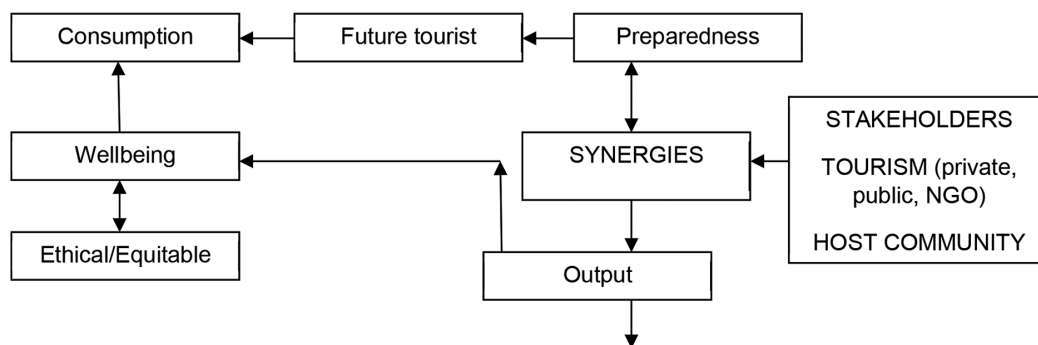 Consumption
Future tourist
Preparedness
Wellbeing
SYNERGIES
STAKEHOLDERS
TOURISM (private,
public, NGO)
HOST COMMUNITY
Ethical/Equitable
Output